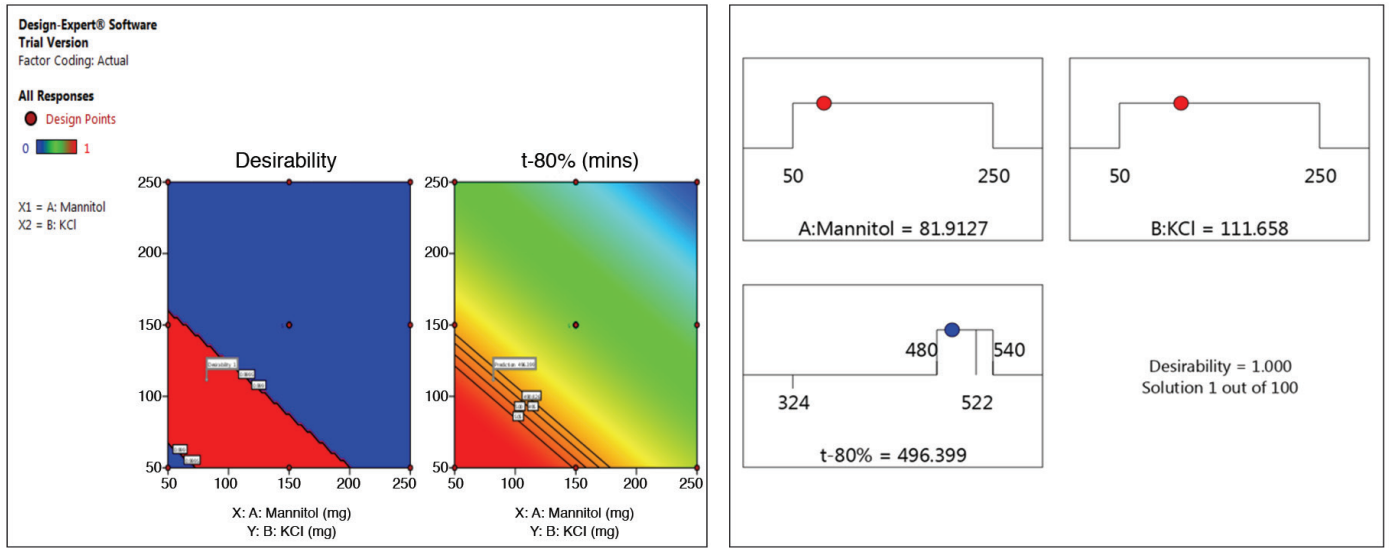 Design-Expert® Software
Trial Version
Factor Coding: Actual
All Responses
Design Points
0 1
X1 = A: Mannitol
X2 = B: KCl
Desirability
250
200
150
100
50
50 100 150 200 250
X: A: Mannitol (mg)
Y: B: KCl (mg)
Desirability 1
t-80% (mins)
250
200
150
100
50
50 100 150 200 250
X: A: Mannitol (mg)
Y: B: KCl (mg)
50 250
A:Mannitol = 81.9127
50 250
B:KCl = 111.658
480 540
324 522
t-80% = 496.399
Desirability = 1.000
Solution 1 out of 100